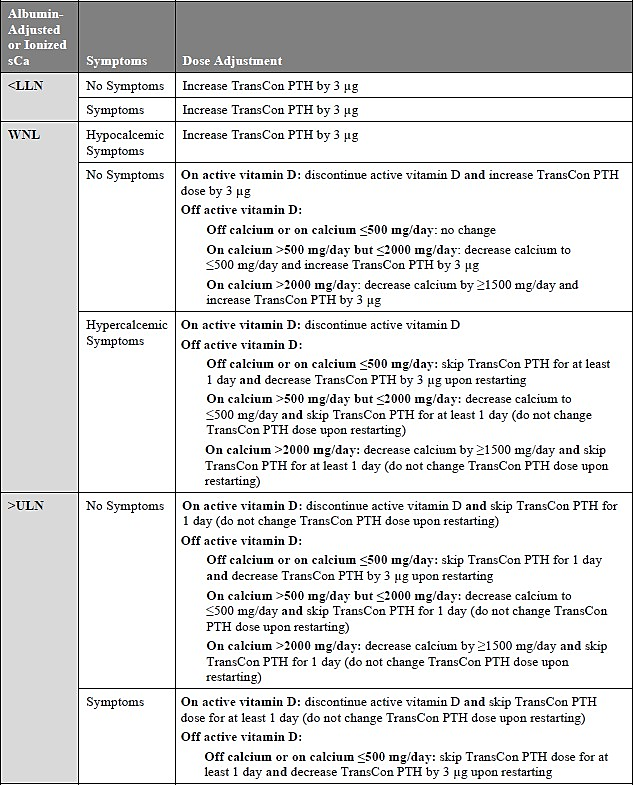 Albumin-
Adjusted
or Ionized
sCa
Symptoms
Dose Adjustment
<LLN
No Symptoms
Increase TransCon PTH by 3 µg
Symptoms
Increase TransCon PTH by 3 µg
WNL
Hypocalcemic
Symptoms
Increase TransCon PTH by 3 µg
No Symptoms
On active vitamin D: discontinue active vitamin D and increase TransCon PTH
dose by 3 µg
Off active vitamin D:
Off calcium or on calcium ≤500 mg/day: no change
On calcium >500 mg/day but ≤2000 mg/day: decrease calcium to
≤500 mg/day and increase TransCon PTH by 3 µg
On calcium >2000 mg/day: decrease calcium by ≥1500 mg/day and
increase TransCon PTH by 3 µg
Hypercalcemic
Symptoms
On active vitamin D: discontinue active vitamin D
Off active vitamin D:
Off calcium or on calcium ≤500 mg/day: skip TransCon PTH for at least
1 day and decrease TransCon PTH by 3 µg upon restarting
On calcium >500 mg/day but ≤2000 mg/day: decrease calcium to
≤500 mg/day and skip TransCon PTH for at least 1 day (do not change
TransCon PTH dose upon restarting)
On calcium >2000 mg/day: decrease calcium by ≥1500 mg/day and skip
TransCon PTH for at least 1 day (do not change TransCon PTH dose upon
restarting)
>ULN
No Symptoms
On active vitamin D: discontinue active vitamin D and skip TransCon PTH for
1 day (do not change TransCon PTH dose upon restarting)
Off active vitamin D:
Off calcium or on calcium ≤500 mg/day: skip TransCon PTH for 1 day
and decrease TransCon PTH by 3 µg upon restarting
On calcium >500 mg/day but ≤2000 mg/day: decrease calcium to
≤500 mg/day and skip TransCon PTH for 1 day (do not change TransCon
PTH dose upon restarting)
On calcium >2000 mg/day: decrease calcium by ≥1500 mg/day and skip
TransCon PTH for 1 day (do not change TransCon PTH dose upon
restarting)
Symptoms
On active vitamin D: discontinue active vitamin D and skip TransCon PTH
dose for at least 1 day (do not change TransCon PTH dose upon restarting)
Off active vitamin D:
Off calcium or on calcium ≤500 mg/day: skip TransCon PTH dose for at
least 1 day and decrease TransCon PTH by 3 µg upon restarting